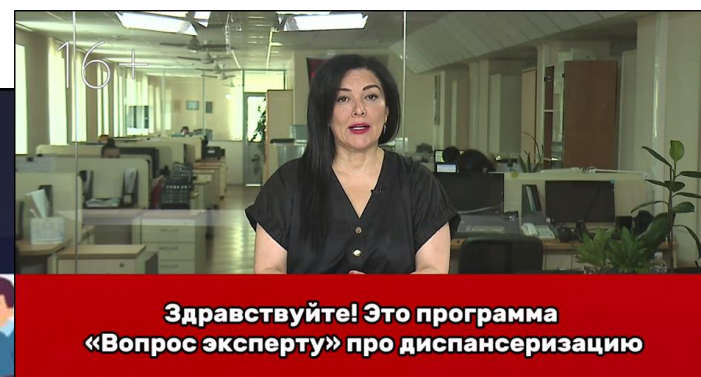 16+
Здравствуйте! Это программа
«Вопрос эксперту» про диспансеризацию